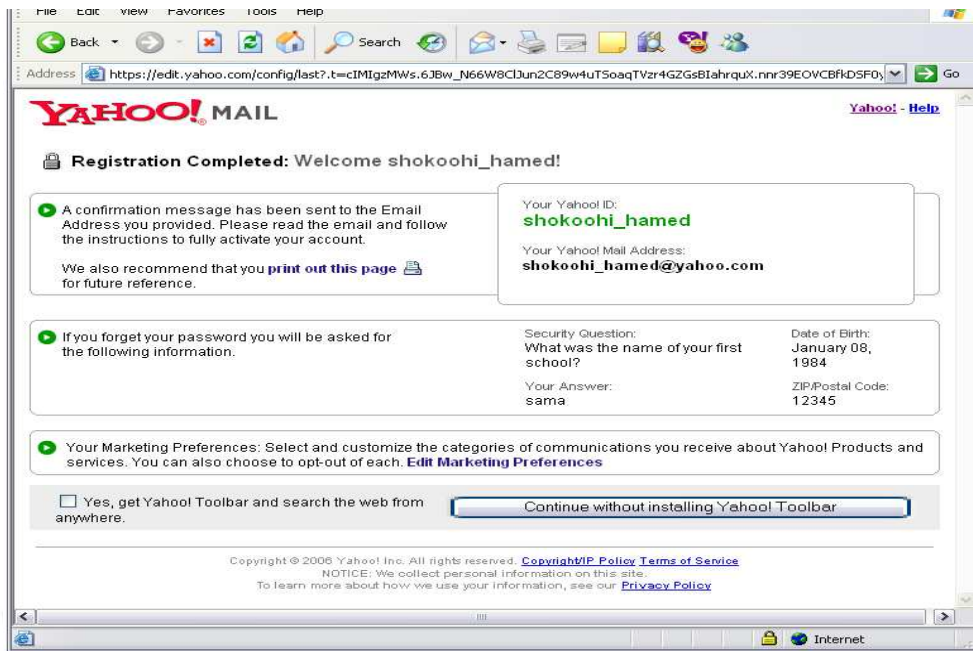 File Edit View Favorites Tools Help
Back Search
Address https://edit.yahoo.com/config/last?.t=cIMIgzMWs.6JBw_N66W8ClJun2C89w4uTSoaqTVzr4GZGsBIahrquX.nnr39EOVCBfkDSF0y Go
YAHOO! MAIL
Yahoo! - Help
Registration Completed: Welcome shokoohi_hamed!
A confirmation message has been sent to the Email
Address you provided. Please read the email and follow
the instructions to fully activate your account.
We also recommend that you print out this page
for future reference.
Your Yahoo! ID:
shokoohi_hamed
Your Yahoo! Mail Address:
shokoohi_hamed@yahoo.com
If you forget your password you will be asked for
the following information.
Security Question:
What was the name of your first
school?
Your Answer:
sama
Date of Birth:
January 08,
1984
ZIP/Postal Code:
12345
Your Marketing Preferences: Select and customize the categories of communications you receive about Yahoo! Products and
services. You can also choose to opt-out of each. Edit Marketing Preferences
Yes, get Yahoo! Toolbar and search the web from
anywhere.
Continue without installing Yahoo! Toolbar
Copyright © 2006 Yahoo! Inc. All rights reserved. Copyright/IP Policy Terms of Service
NOTICE: We collect personal information on this site.
To learn more about how we use your information, see our Privacy Policy
Internet